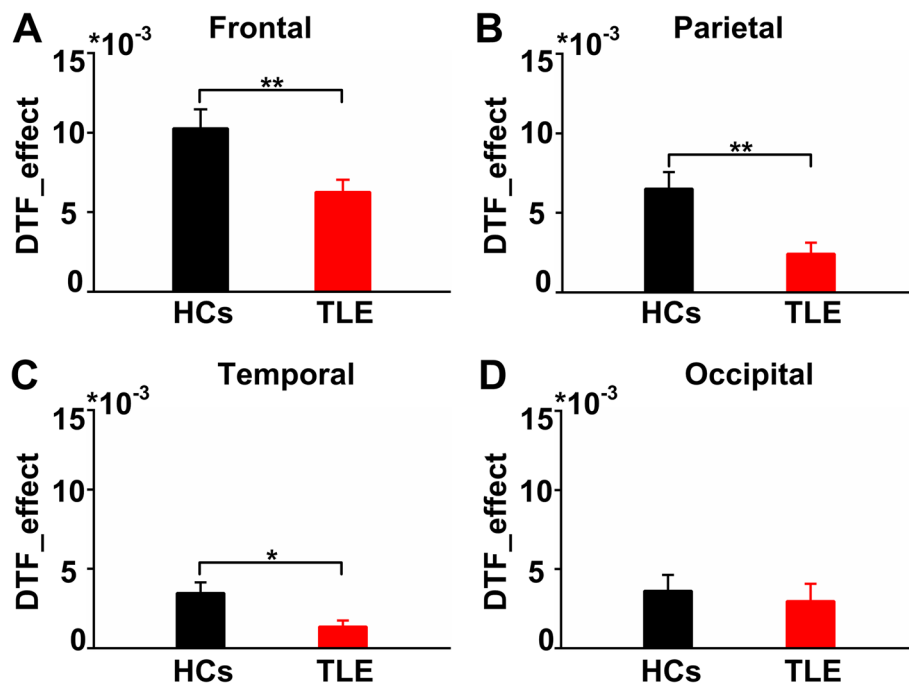 A
Frontal
*10-3
15
10
5
0
DTF_effect
**
HCs
TLE
B
Parietal
*10-3
15
10
5
0
DTF_effect
**
HCs
TLE
C
Temporal
*10-3
15
10
5
0
DTF_effect
*
HCs
TLE
D
Occipital
*10-3
15
10
5
0
DTF_effect
HCs
TLE